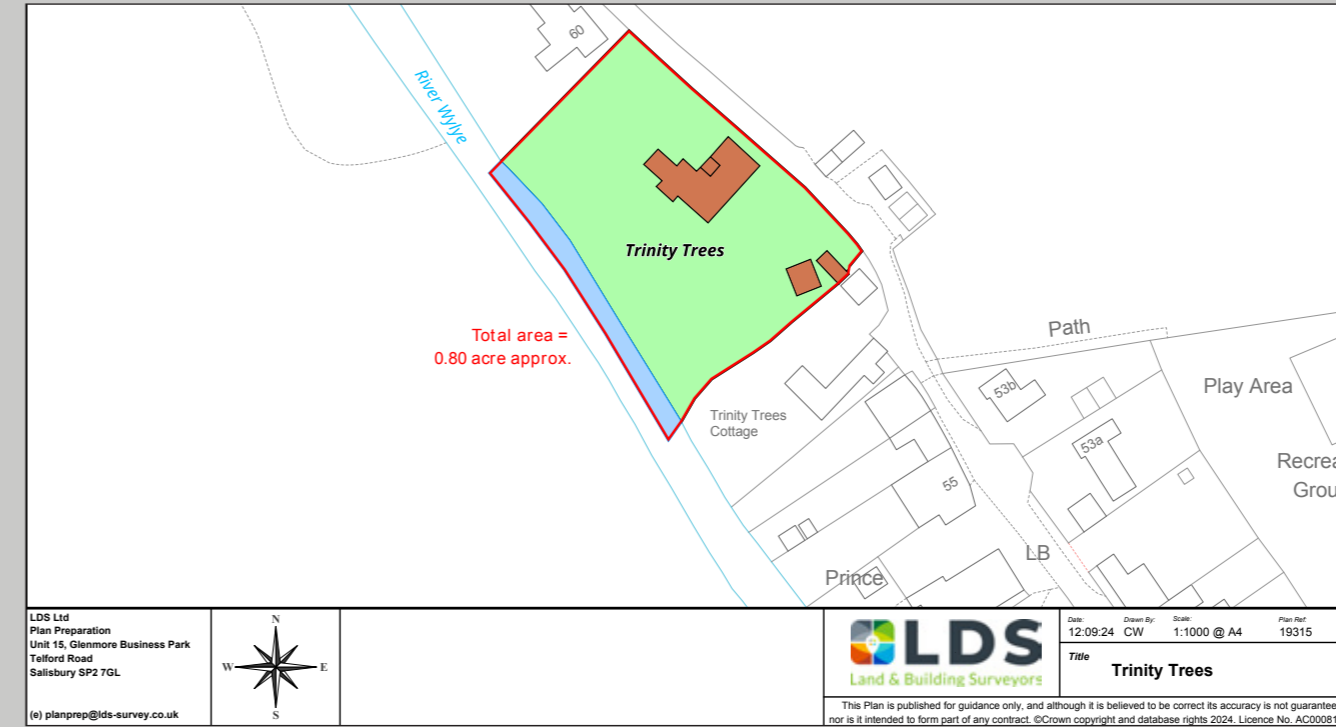 60
River Wylye
Trinity Trees
Total area =
0.80 acre approx.
Path
Play Area
53b
Trinity Trees
Cottage
53a
Recrea
Grou
55
LB
Prince
LDS Ltd
Plan Preparation
Unit 15, Glenmore Business Park
Telford Road
Salisbury SP2 7GL
(e) planprep@lds-survey.co.uk
N
W E
S
LDS
Land & Building Surveyors
Date: Drawn By: Scale: Plan Ref:
12:09:24 CW 1:1000 @ A4 19315
Title
Trinity Trees
This Plan is published for guidance only, and although it is believed to be correct its accuracy is not guarantee
nor is it intended to form part of any contract. ©Crown copyright and database rights 2024. Licence No. AC00081